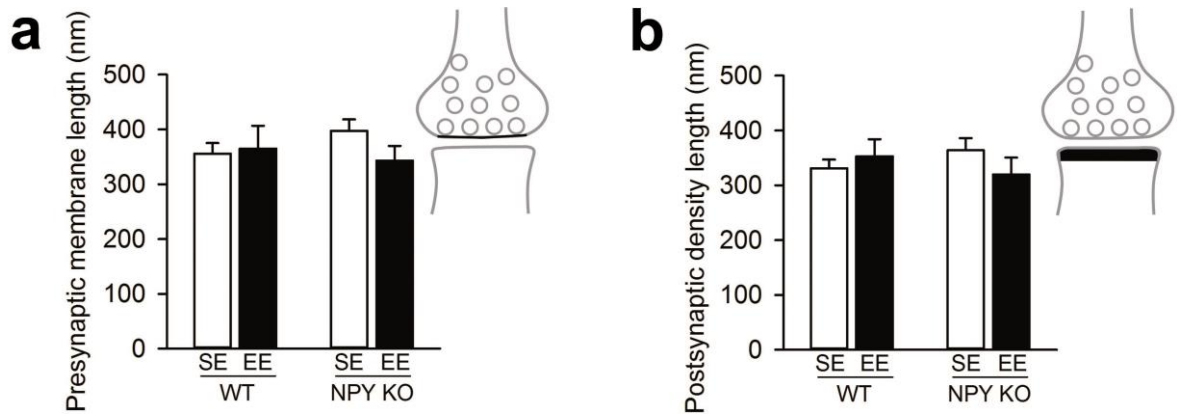 a
Presynaptic membrane length (nm)
500
400
300
200
100
0
SE EE SE EE
WT NPY KO
b
Postsynaptic density length (nm)
500
400
300
200
100
0
SE EE SE EE
WT NPY KO